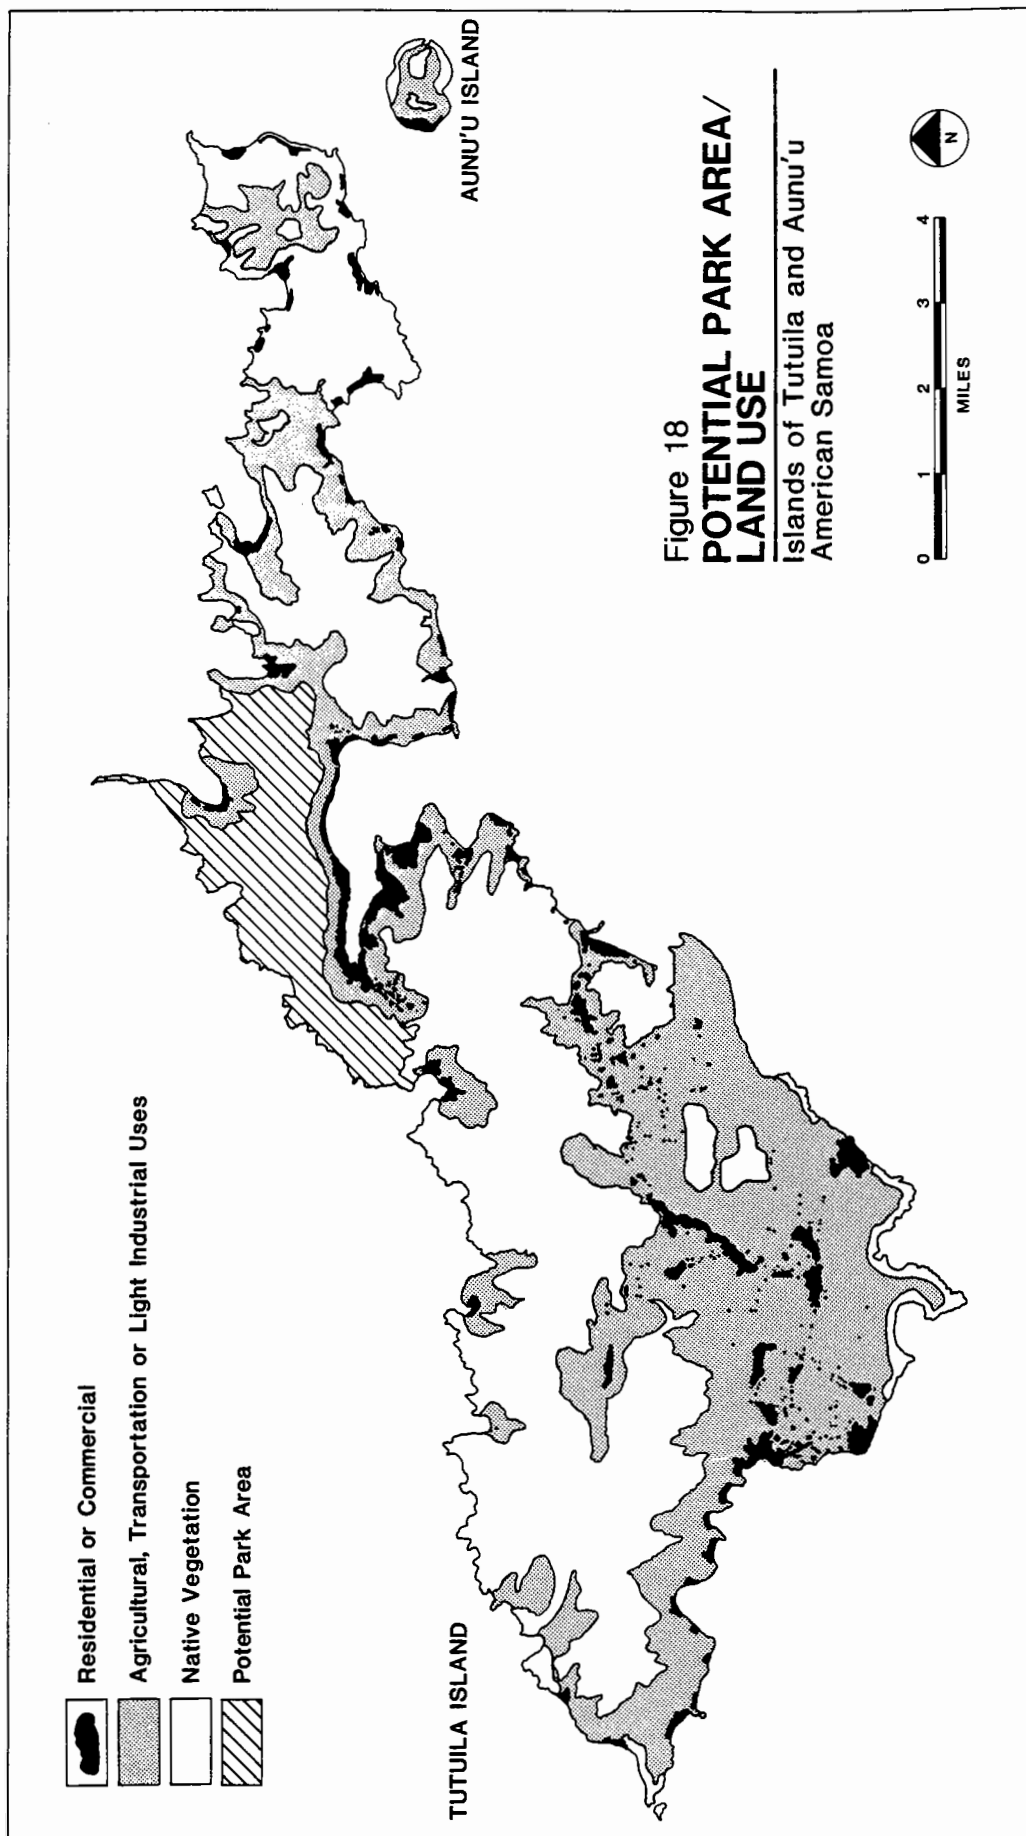 Residential or Commercial
Agricultural, Transportation or Light Industrial Uses
Native Vegetation
Potential Park Area
TUTUILA ISLAND
AUNU'U ISLAND
Figure 18
POTENTIAL PARK AREA/
LAND USE
Islands of Tutuila and Aunu'u
American Samoa
0 1 2 3 4
MILES
N